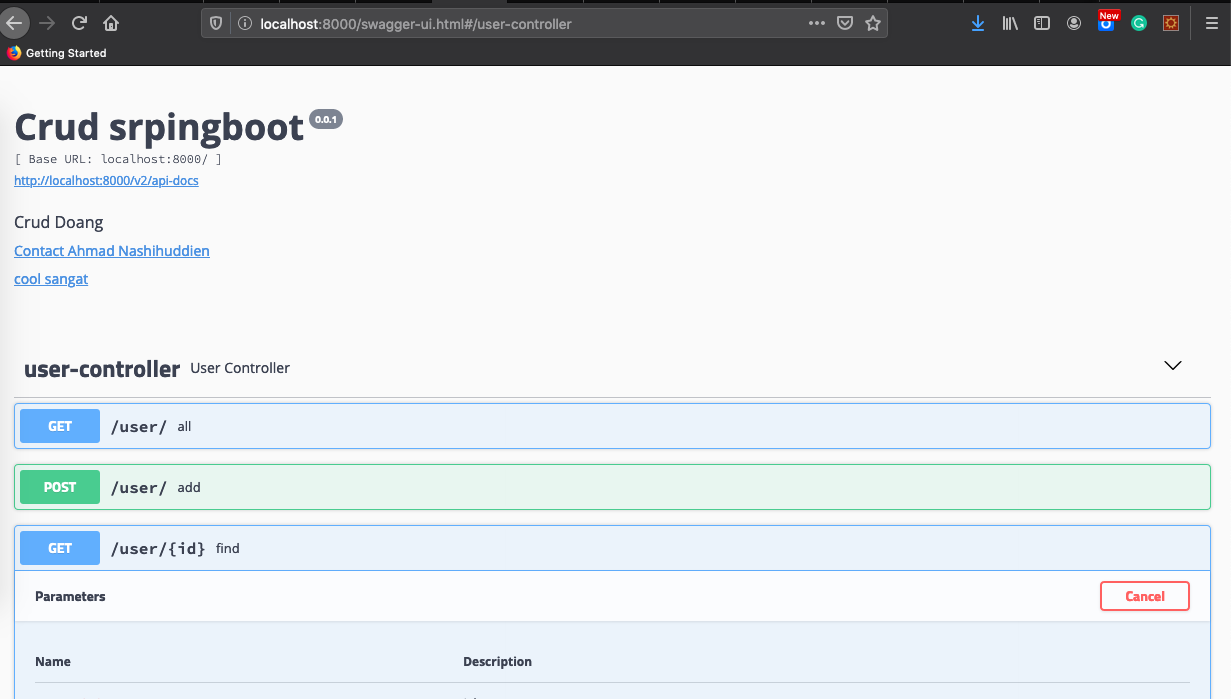 localhost:8000/swagger-ui.html#/user-controller
New
Getting Started
Crud srpingboot 0.0.1
[ Base URL: localhost:8000/ ]
http://localhost:8000/v2/api-docs
Crud Doang
Contact Ahmad Nashihuddien
cool sangat
user-controller User Controller
GET /user/ all
POST /user/ add
GET /user/{id} find
Parameters Cancel
Name Description